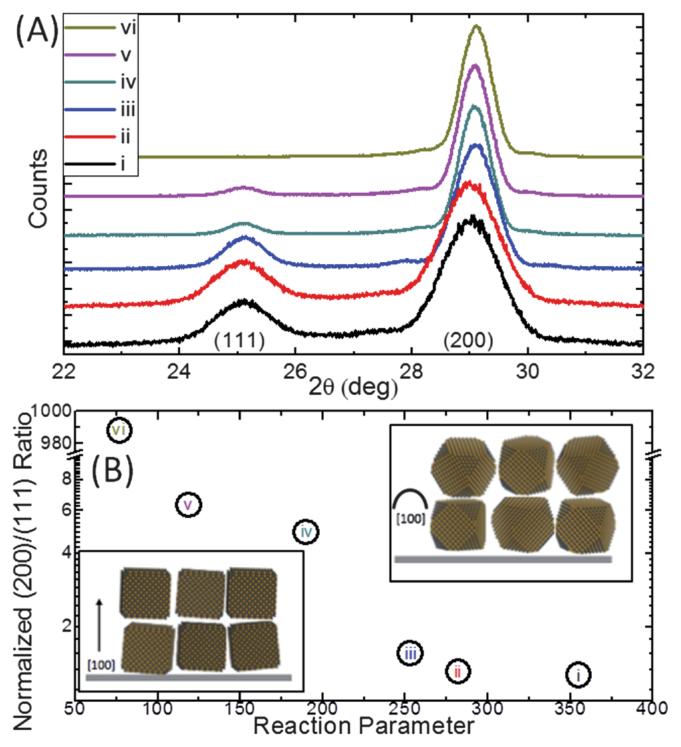 (A)
vi
v
iv
iii
ii
i
Counts
(111)
(200)
22 24 26 28 30 32
2θ (deg)
1000
980
8
6
4
2
Normalized (200)/(111) Ratio
(B)
vi
v
iv
iii
ii
i
[100]
[100]
50 100 150 200 250 300 350 400
Reaction Parameter